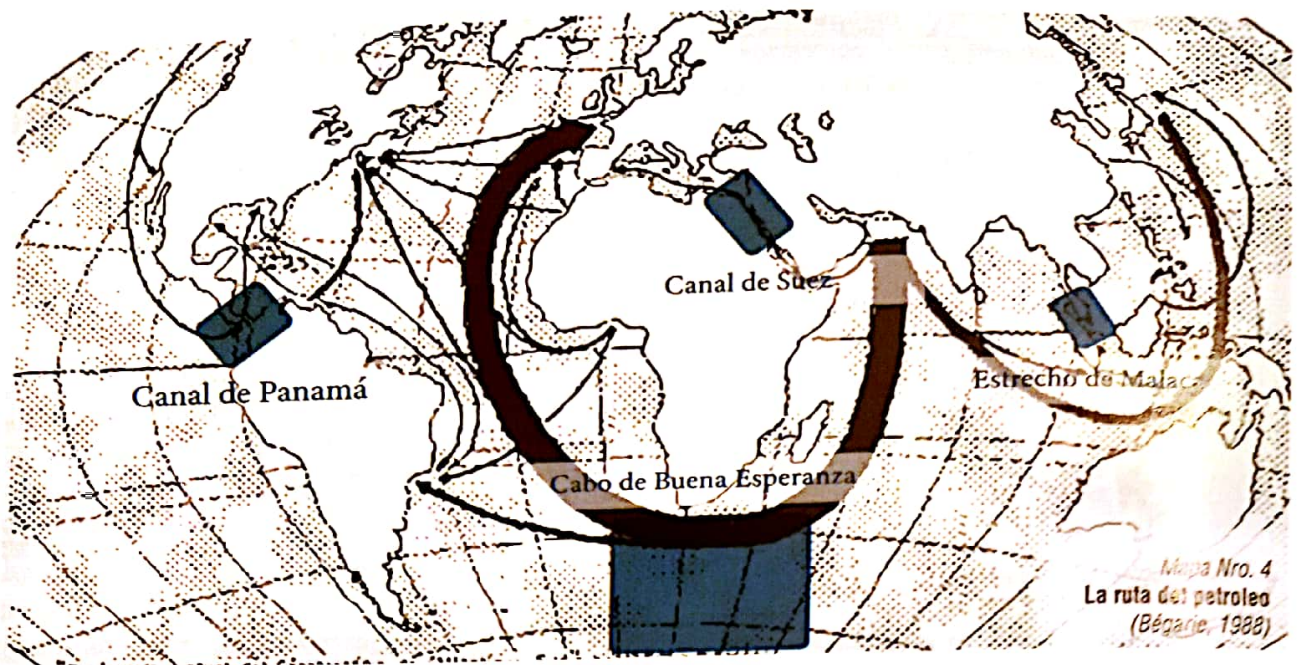 Canal de Suez
Canal de Panamá
Estrecho de Malaca
Cabo de Buena Esperanza
Mapa Nro. 4
La ruta del petroleo
(Bégarie, 1988)